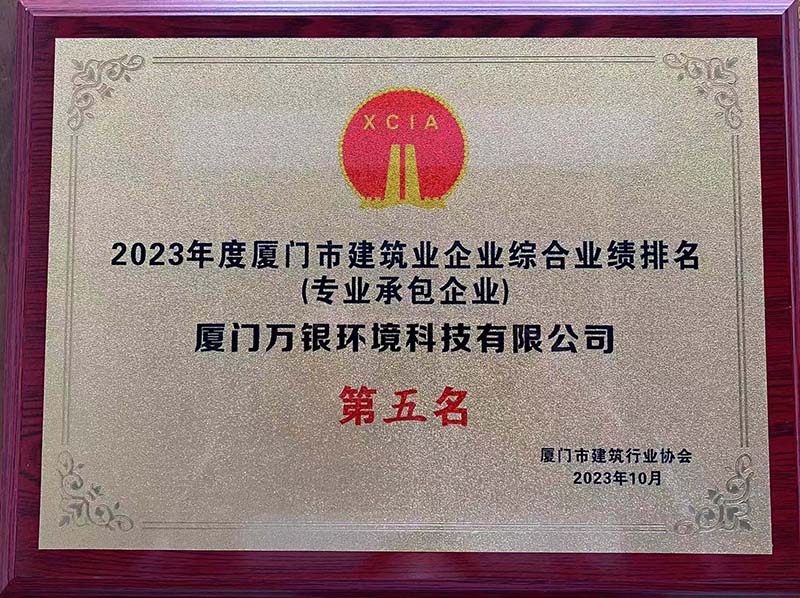 XCIA
2023年度厦门市建筑业企业综合业绩排名
(专业承包企业)
厦门万银环境科技有限公司
第五名
厦门市建筑行业协会
2023年10月